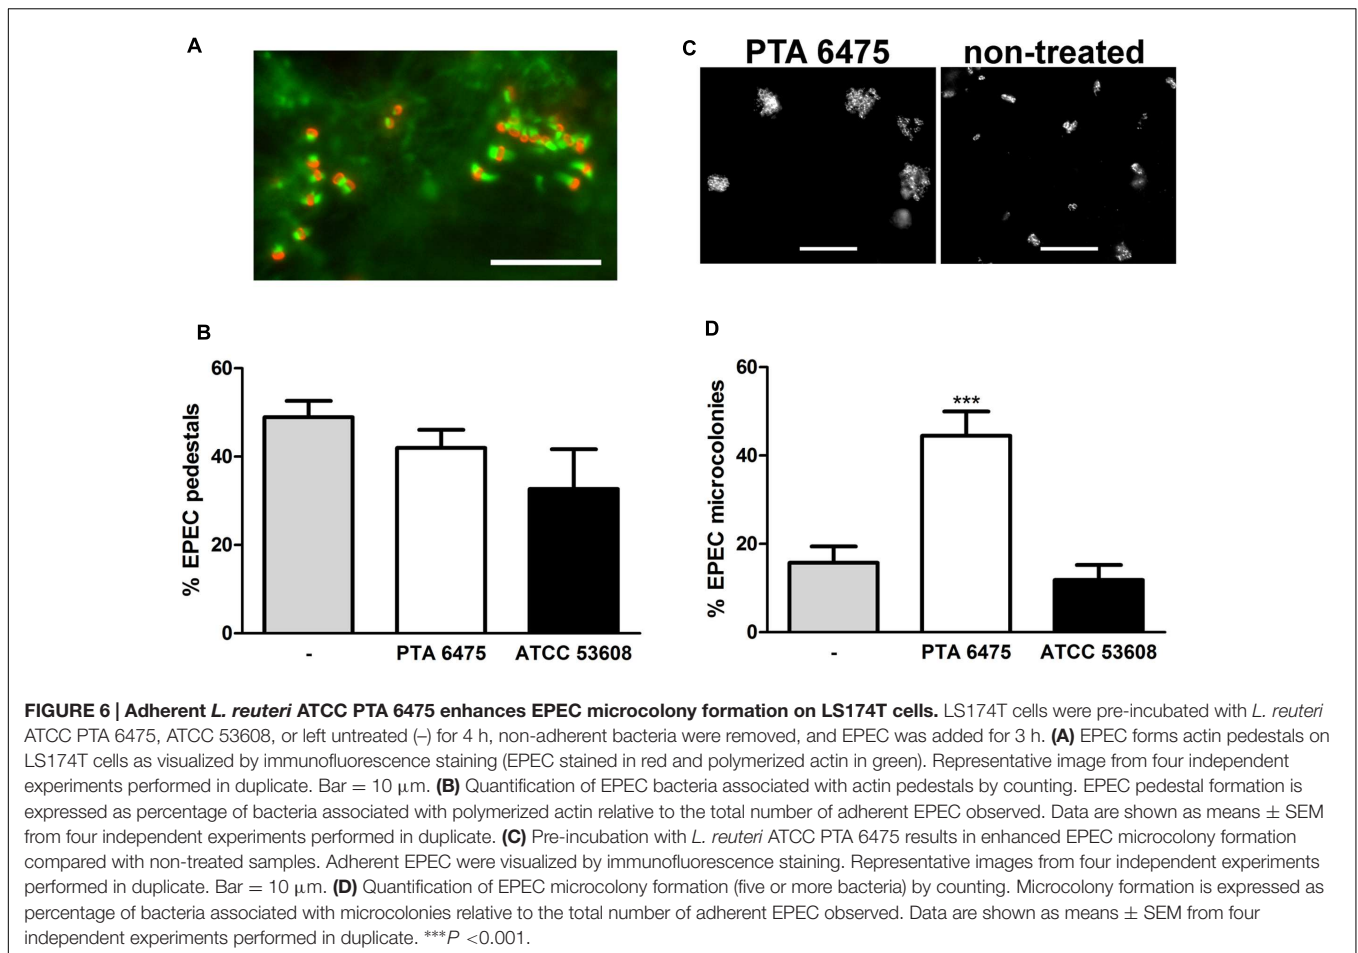 A
C
PTA 6475
non-treated
B
60
40
20
0
% EPEC pedestals
-
PTA 6475
ATCC 53608
D
60
40
20
0
% EPEC microcolonies
***
-
PTA 6475
ATCC 53608
FIGURE 6 | Adherent L. reuteri ATCC PTA 6475 enhances EPEC microcolony formation on LS174T cells. LS174T cells were pre-incubated with L. reuteri
ATCC PTA 6475, ATCC 53608, or left untreated (–) for 4 h, non-adherent bacteria were removed, and EPEC was added for 3 h. (A) EPEC forms actin pedestals on
LS174T cells as visualized by immunofluorescence staining (EPEC stained in red and polymerized actin in green). Representative image from four independent
experiments performed in duplicate. Bar = 10 μm. (B) Quantification of EPEC bacteria associated with actin pedestals by counting. EPEC pedestal formation is
expressed as percentage of bacteria associated with polymerized actin relative to the total number of adherent EPEC observed. Data are shown as means ± SEM
from four independent experiments performed in duplicate. (C) Pre-incubation with L. reuteri ATCC PTA 6475 results in enhanced EPEC microcolony formation
compared with non-treated samples. Adherent EPEC were visualized by immunofluorescence staining. Representative images from four independent experiments
performed in duplicate. Bar = 10 μm. (D) Quantification of EPEC microcolony formation (five or more bacteria) by counting. Microcolony formation is expressed as
percentage of bacteria associated with microcolonies relative to the total number of adherent EPEC observed. Data are shown as means ± SEM from four
independent experiments performed in duplicate. ***P <0.001.